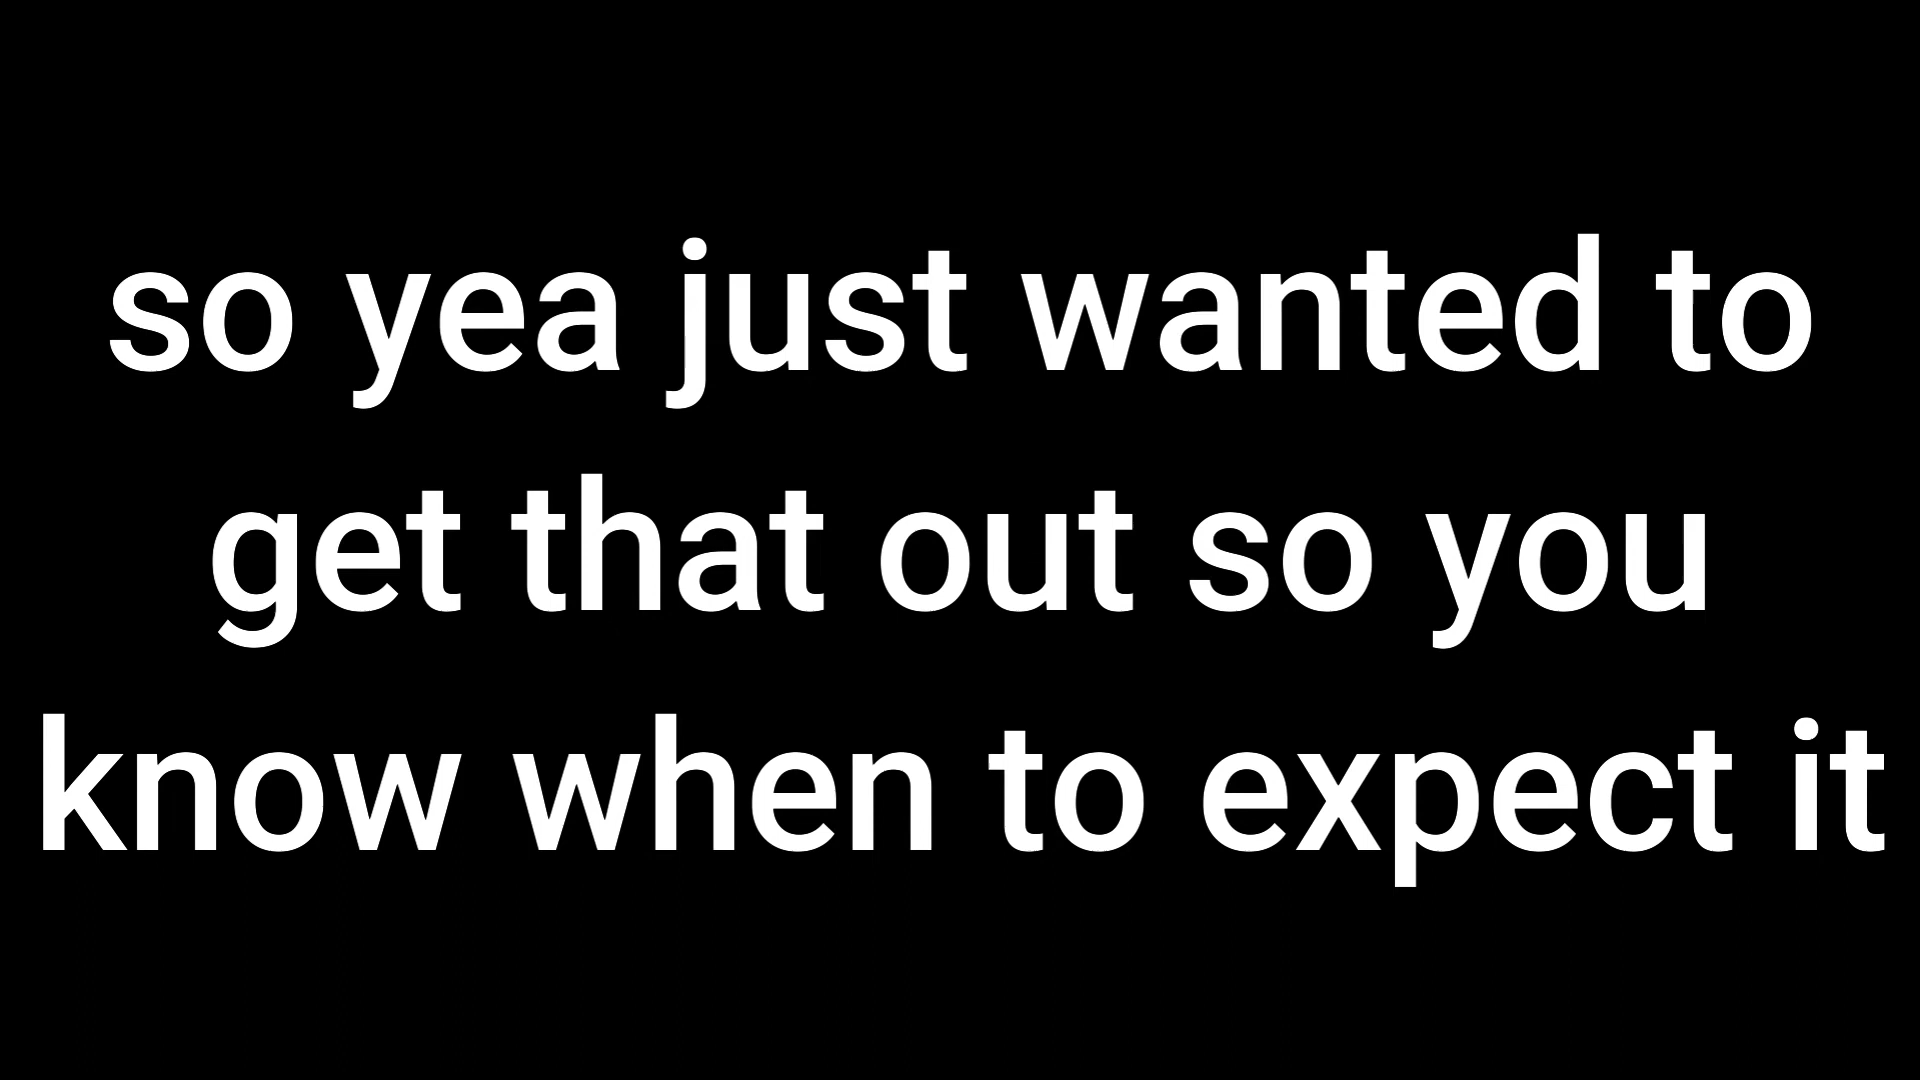 so yea just wanted to
get that out so you
know when to expect it